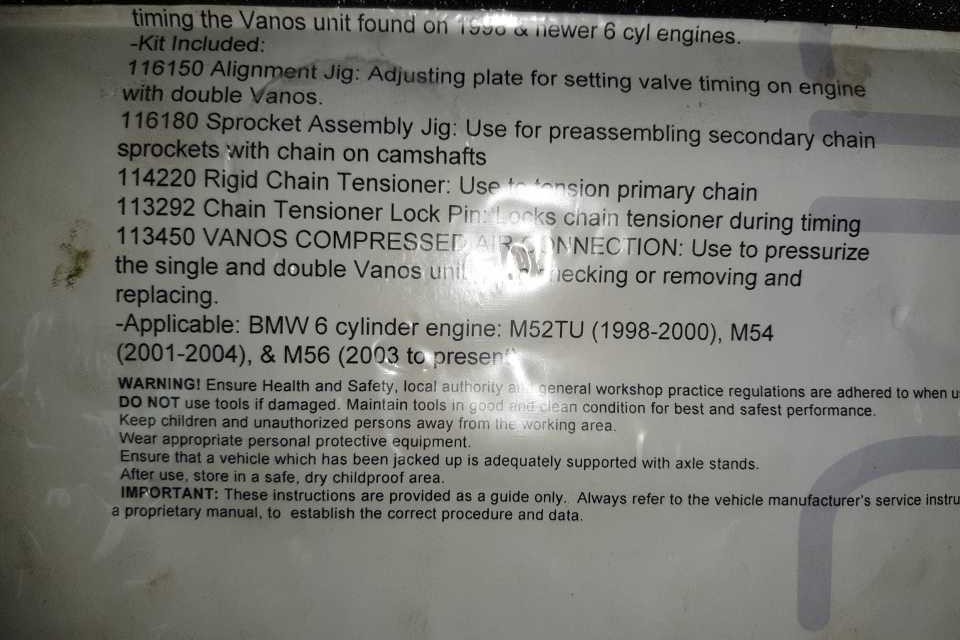 timing the Vanos unit found on 1998 & newer 6 cyl engines.
-Kit Included:
116150 Alignment Jig: Adjusting plate for setting valve timing on engine
with double Vanos.
116180 Sprocket Assembly Jig: Use for preassembling secondary chain
sprockets with chain on camshafts
114220 Rigid Chain Tensioner: Use to tension primary chain
113292 Chain Tensioner Lock Pin: Locks chain tensioner during timing
113450 VANOS COMPRESSED AIR CONNECTION: Use to pressurize
the single and double Vanos unit checking or removing and
replacing.
-Applicable: BMW 6 cylinder engine: M52TU (1998-2000), M54
(2001-2004), & M56 (2003 to present)
WARNING! Ensure Health and Safety, local authority and general workshop practice regulations are adhered to when
DO NOT use tools if damaged. Maintain tools in good and clean condition for best and safest performance.
Keep children and unauthorized persons away from the working area.
Wear appropriate personal protective equipment.
Ensure that a vehicle which has been jacked up is adequately supported with axle stands.
After use, store in a safe, dry childproof area.
IMPORTANT: These instructions are provided as a guide only. Always refer to the vehicle manufacturer's service
a proprietary manual, to establish the correct procedure and data.